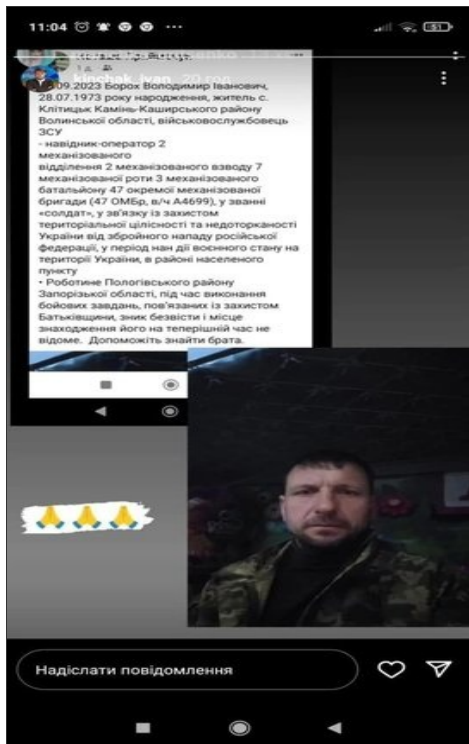 11:04
51
kinchak_ivan 20 год
.09.2023 Борох Володимир Іванович,
28.07.1973 року народження, житель с.
Клітицьк Камінь-Каширського району
Волинської області, військовослужбовець
ЗСУ
- навідник-оператор 2
механізованого
відділення 2 механізованого взводу 7
механізованої роти 3 механізованого
батальйону 47 окремої механізованої
бригади (47 ОМБр, в/ч А4699), у званні
«солдат», у зв'язку із захистом
територіальної цілісності та недоторканості
України від збройного нападу російської
федерації, у період нан дії воєнного стану на
території України, в районі населеного
пункту
• Роботине Пологівського району
Запорізької області, під час виконання
бойових завдань, пов'язаних із захистом
Батьківщини, зник безвісти і місце
знаходження його на теперішній час не
відоме. Допоможіть знайти брата.
Надіслати повідомлення